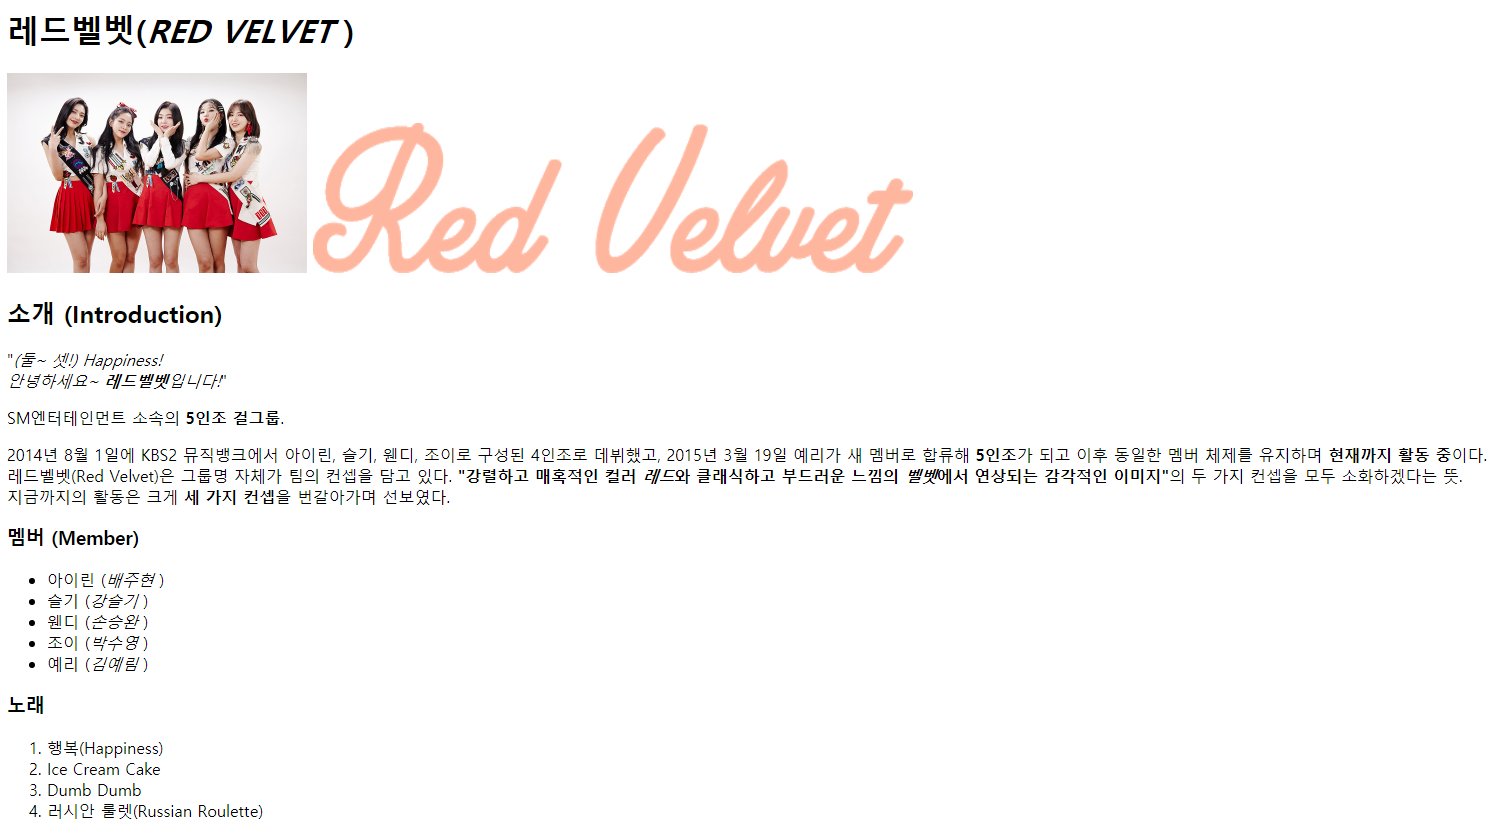 레드벨벳(RED VELVET )
Red Velvet
소개 (Introduction)
"(둘~ 셋!) Happiness!
안녕하세요~ 레드벨벳입니다!"
SM엔터테인먼트 소속의 5인조 걸그룹.
2014년 8월 1일에 KBS2 뮤직뱅크에서 아이린, 슬기, 웬디, 조이로 구성된 4인조로 데뷔했고, 2015년 3월 19일 예리가 새 멤버로 합류해 5인조가 되고 이후 동일한 멤버 체제를 유지하며 현재까지 활동 중이다.
레드벨벳(Red Velvet)은 그룹명 자체가 팀의 컨셉을 담고 있다. "강렬하고 매혹적인 컬러 레드와 클래식하고 부드러운 느낌의 벨벳에서 연상되는 감각적인 이미지"의 두 가지 컨셉을 모두 소화하겠다는 뜻.
지금까지의 활동은 크게 세 가지 컨셉을 번갈아가며 선보였다.
멤버 (Member)
• 아이린 (배주현 )
• 슬기 (강슬기 )
• 웬디 (손승완 )
• 조이 (박수영 )
• 예리 (김예림 )
노래
1. 행복(Happiness)
2. Ice Cream Cake
3. Dumb Dumb
4. 러시안 룰렛(Russian Roulette)